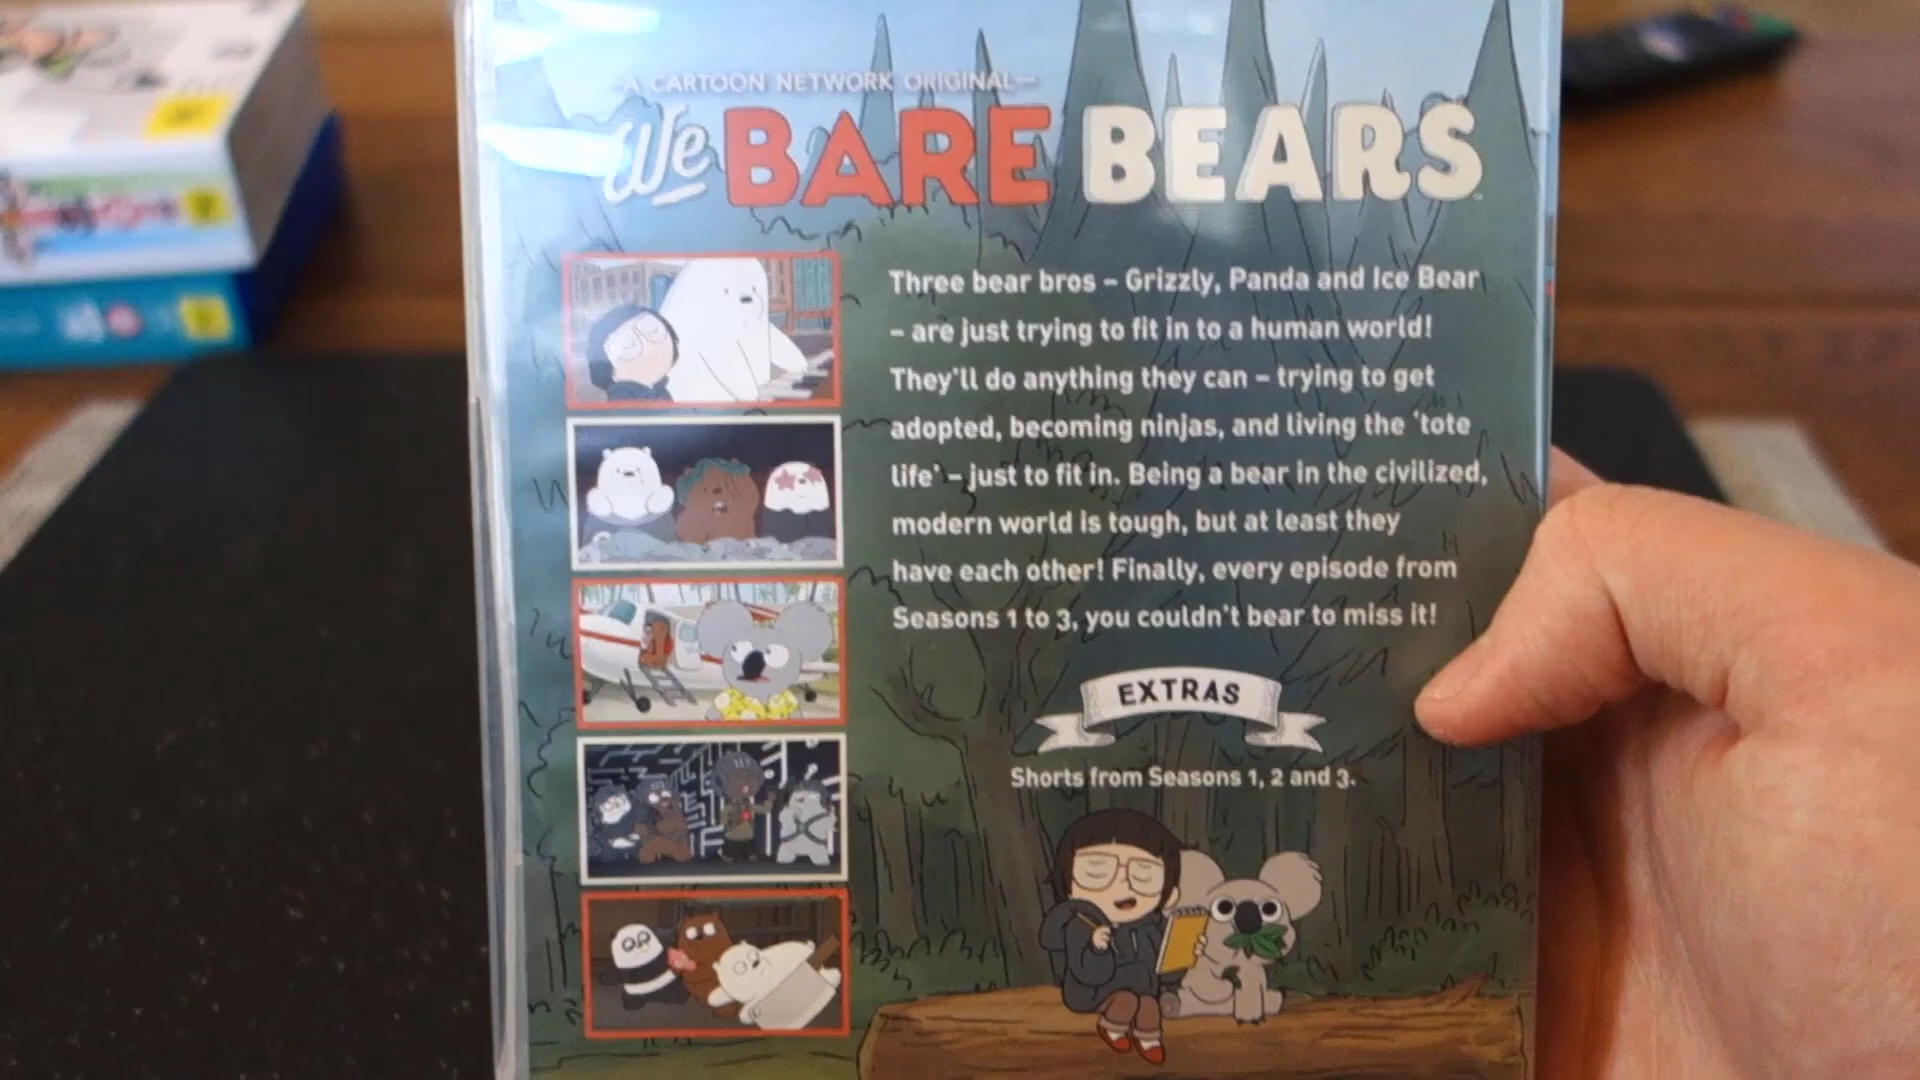 A CARTOON NETWORK ORIGINAL
We BARE BEARS
Three bear bros – Grizzly, Panda and Ice Bear
– are just trying to fit in to a human world!
They'll do anything they can – trying to get
adopted, becoming ninjas, and living the 'tote
life' – just to fit in. Being a bear in the civilized,
modern world is tough, but at least they
have each other! Finally, every episode from
Seasons 1 to 3, you couldn't bear to miss it!
EXTRAS
Shorts from Seasons 1, 2 and 3.